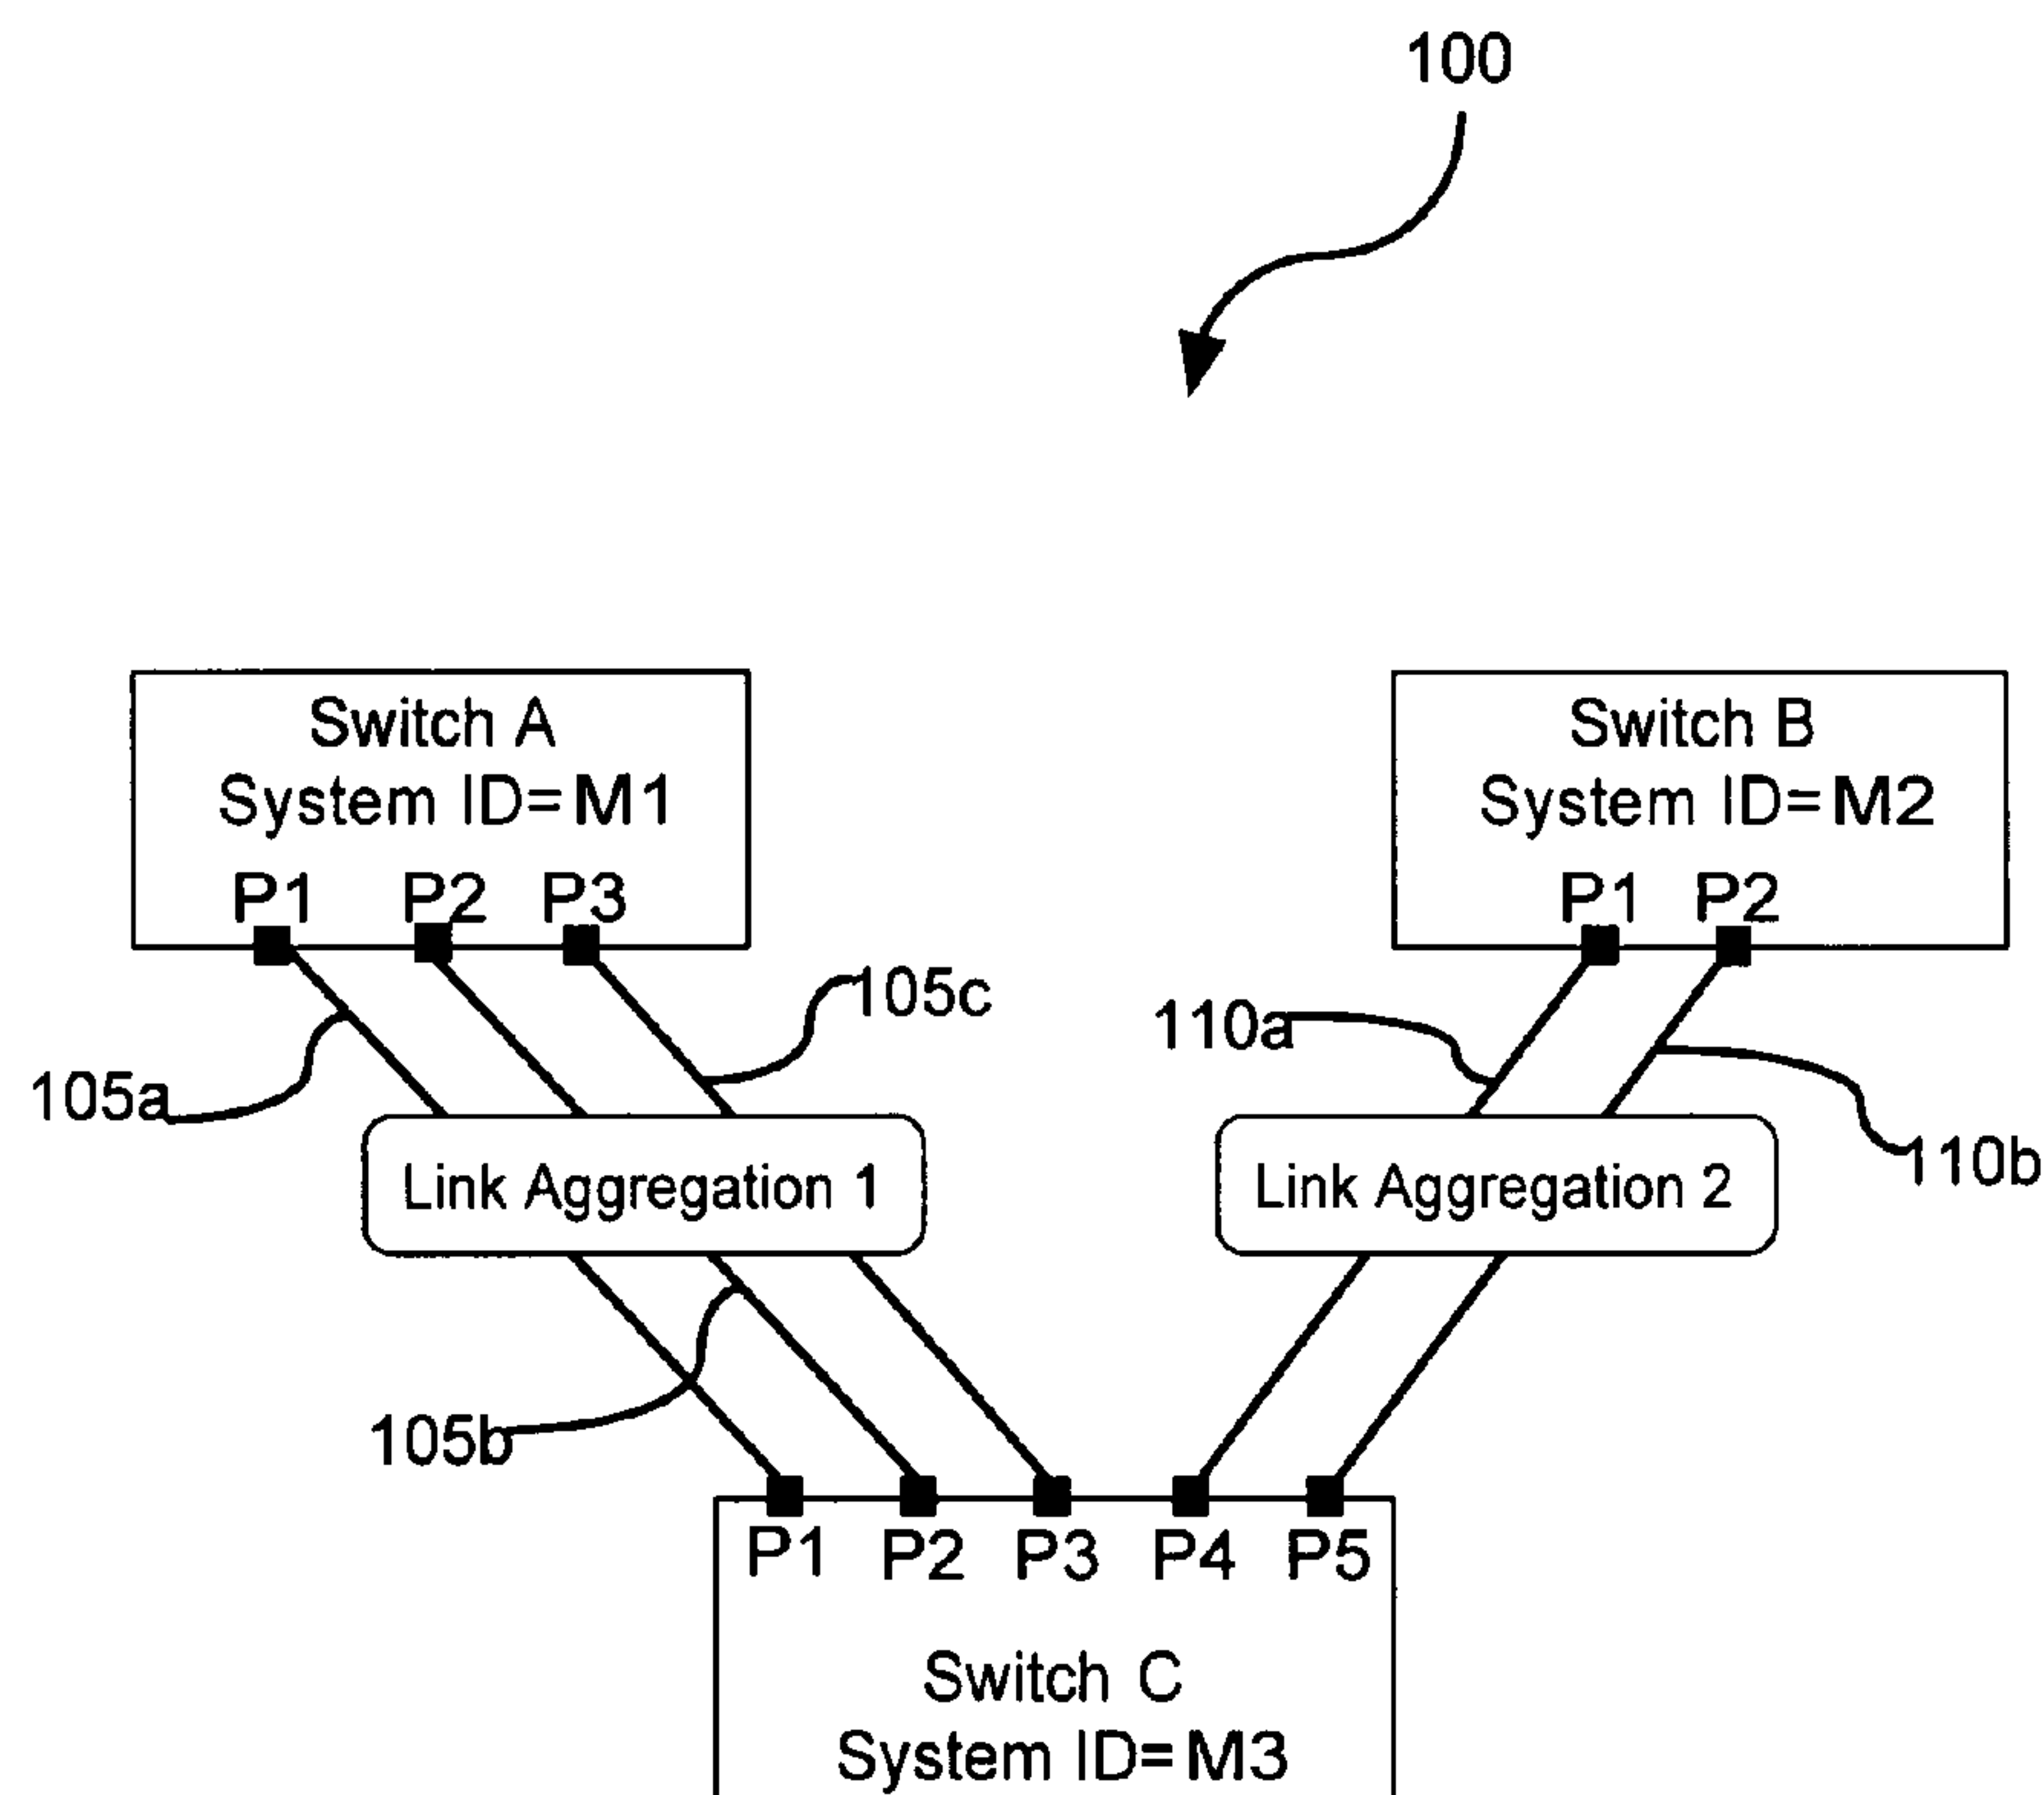 100
Switch A
System ID=M1
P1 P2 P3
Switch B
System ID=M2
P1 P2
105c
110a
105a
110b
Link Aggregation 1
Link Aggregation 2
105b
P1 P2 P3 P4 P5
Switch C
System ID=M3